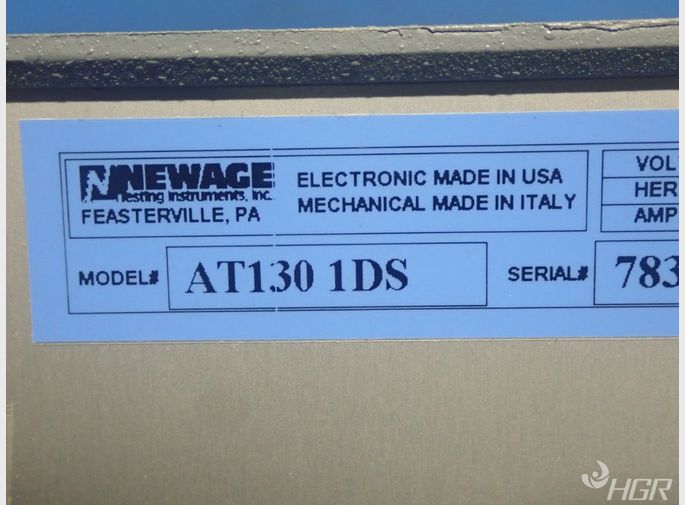 NEWAGE
Testing Instruments, Inc.
FEASTERVILLE, PA
ELECTRONIC MADE IN USA
MECHANICAL MADE IN ITALY
VOL
HER
AMP
MODEL# AT130 1DS SERIAL# 783
HGR